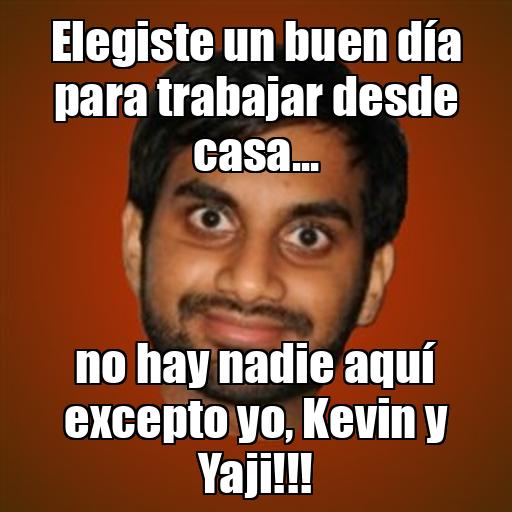 Elegiste un buen día
para trabajar desde
casa...
no hay nadie aquí
excepto yo, Kevin y
Yaji!!!